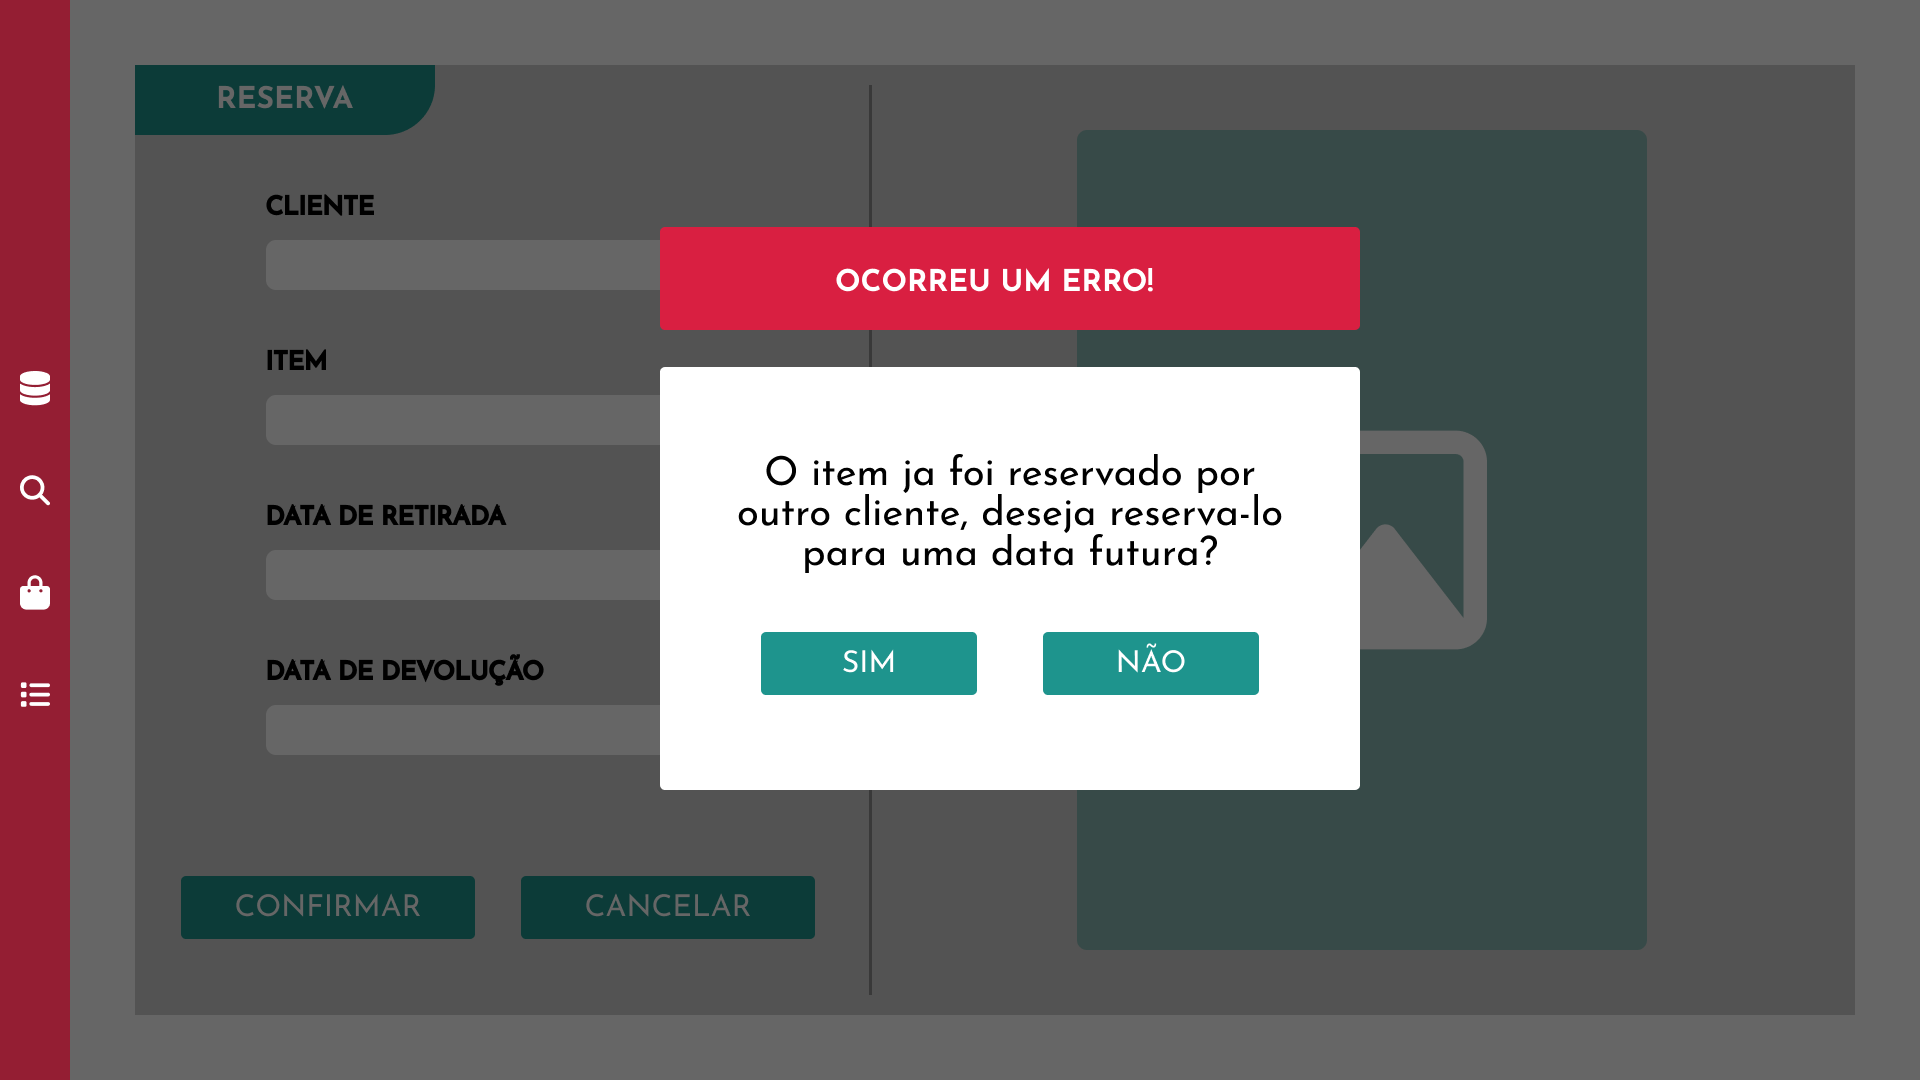 RESERVA
CLIENTE
ITEM
DATA DE RETIRADA
DATA DE DEVOLUÇÃO
CONFIRMAR
CANCELAR
OCORREU UM ERRO!
O item ja foi reservado por
outro cliente, deseja reserva-lo
para uma data futura?
SIM
NÃO